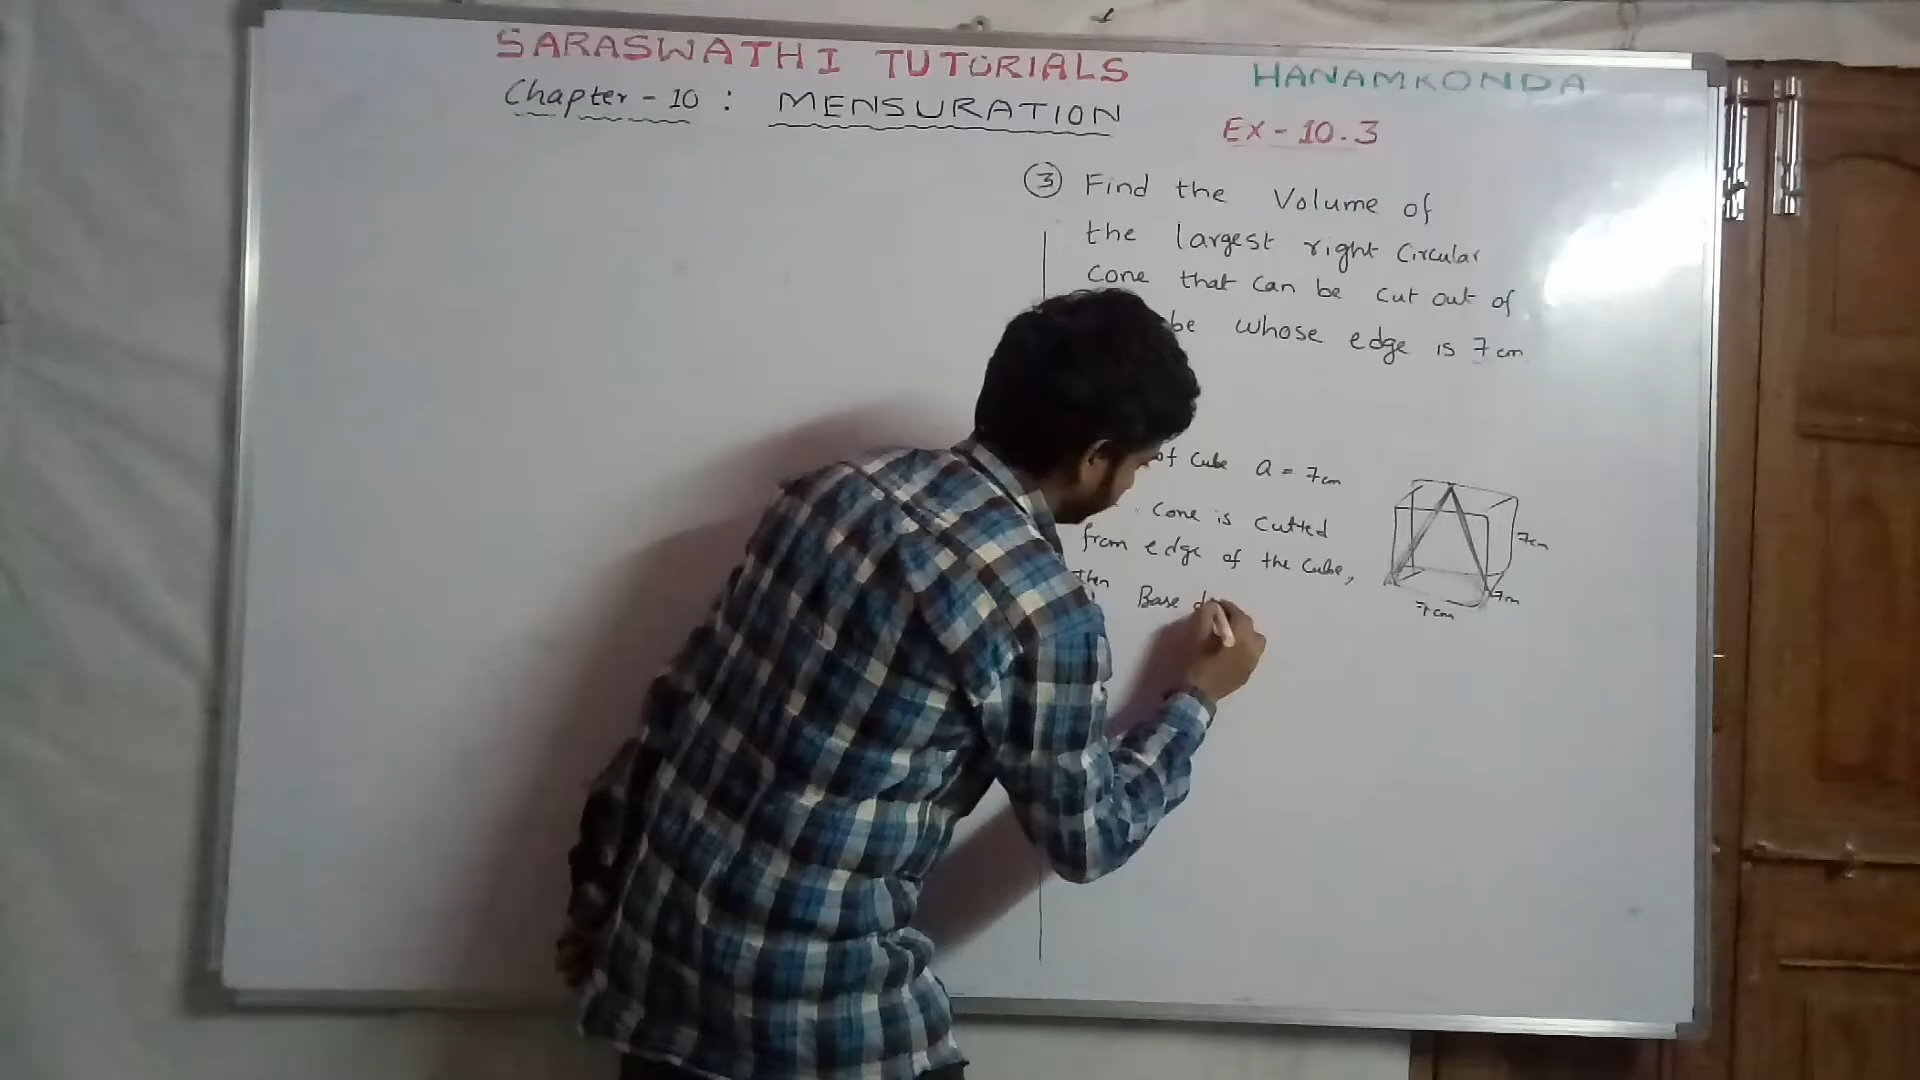 SARASWATHI TUTORIALS HANAMKONDA
Chapter - 10 : MENSURATION
EX - 10.3
③ Find the Volume of
the largest right Circular
Cone that can be cut out of
be whose edge is 7 cm
of Cube a = 7cm
Cone is cutted
from edge of the Cube,
then
Base
7cm
7cm
7cm